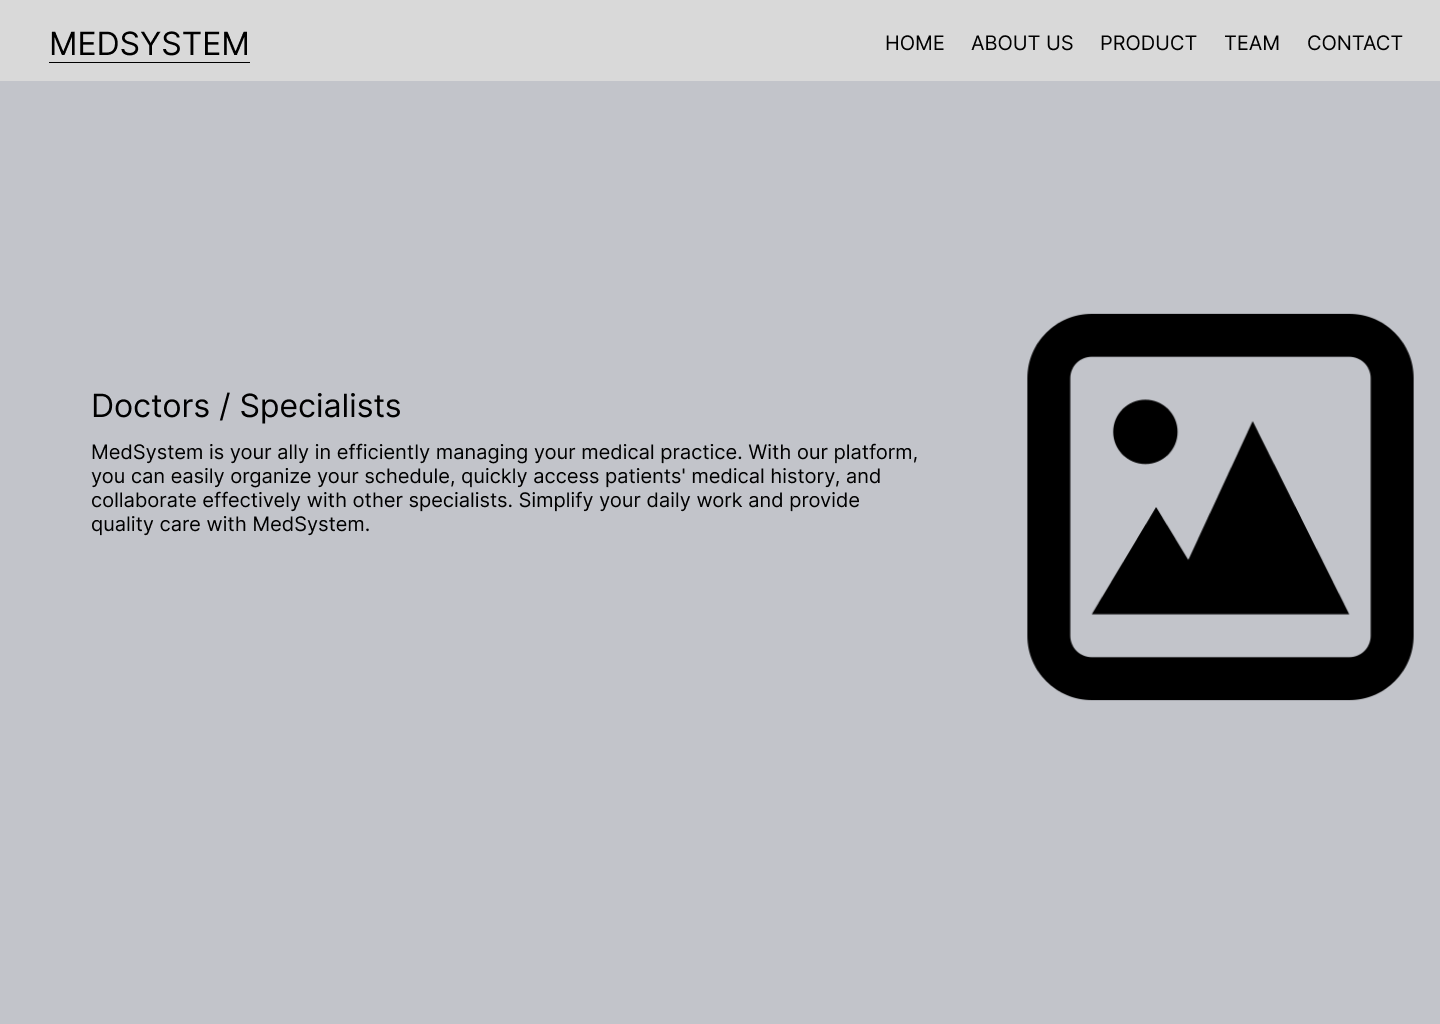 MEDSYSTEM
HOME ABOUT US PRODUCT TEAM CONTACT
Doctors / Specialists
MedSystem is your ally in efficiently managing your medical practice. With our platform,
you can easily organize your schedule, quickly access patients' medical history, and
collaborate effectively with other specialists. Simplify your daily work and provide
quality care with MedSystem.